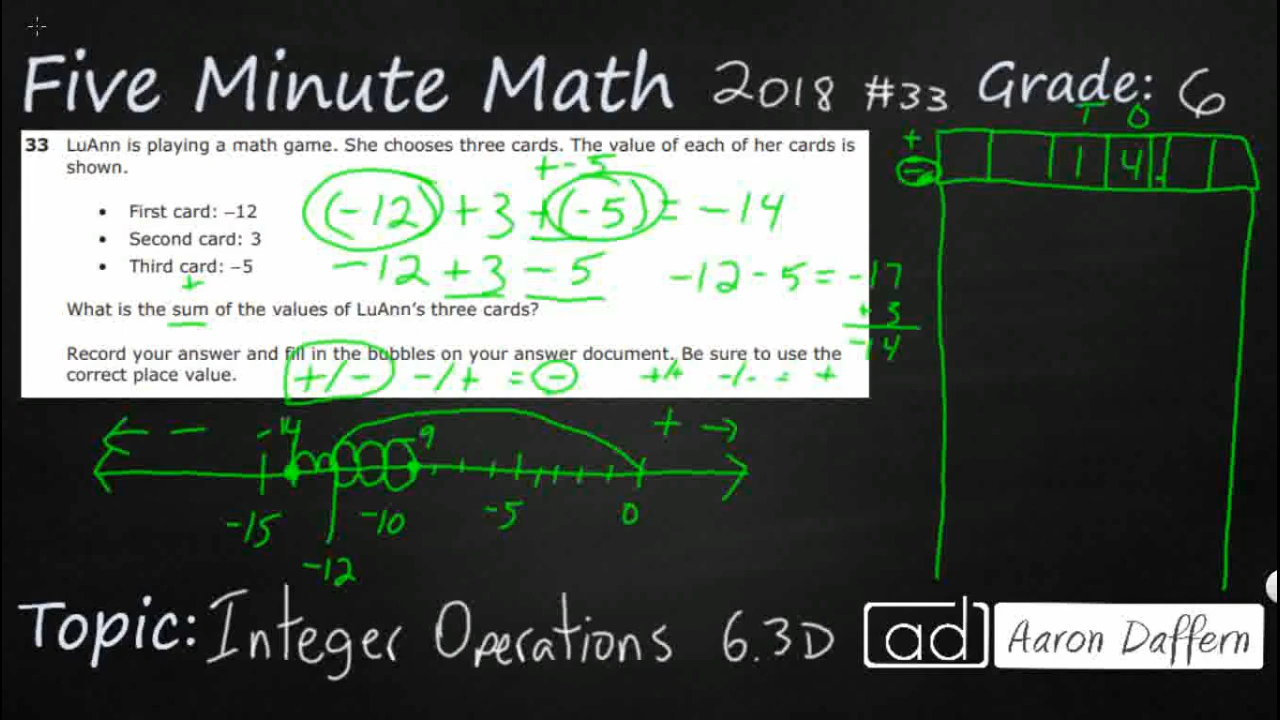 Five Minute Math 2018 #33 Grade: 6
T O
+
- 1 4 .
33 LuAnn is playing a math game. She chooses three cards. The value of each of her cards is
shown.
+-5
• First card: −12
(-12) + 3 + (-5) = -14
• Second card: 3
• Third card: −5
-12 + 3 - 5
-12 - 5 = -17
+
+ 3
-14
What is the sum of the values of LuAnn's three cards?
Record your answer and fill in the bubbles on your answer document. Be sure to use the
correct place value.
+/- -/+ = - +/+ -/- = +
← - -14 9 + →
-15 -10 -5 0
-12
Topic: Integer Operations 6.3D ad Aaron Daffern